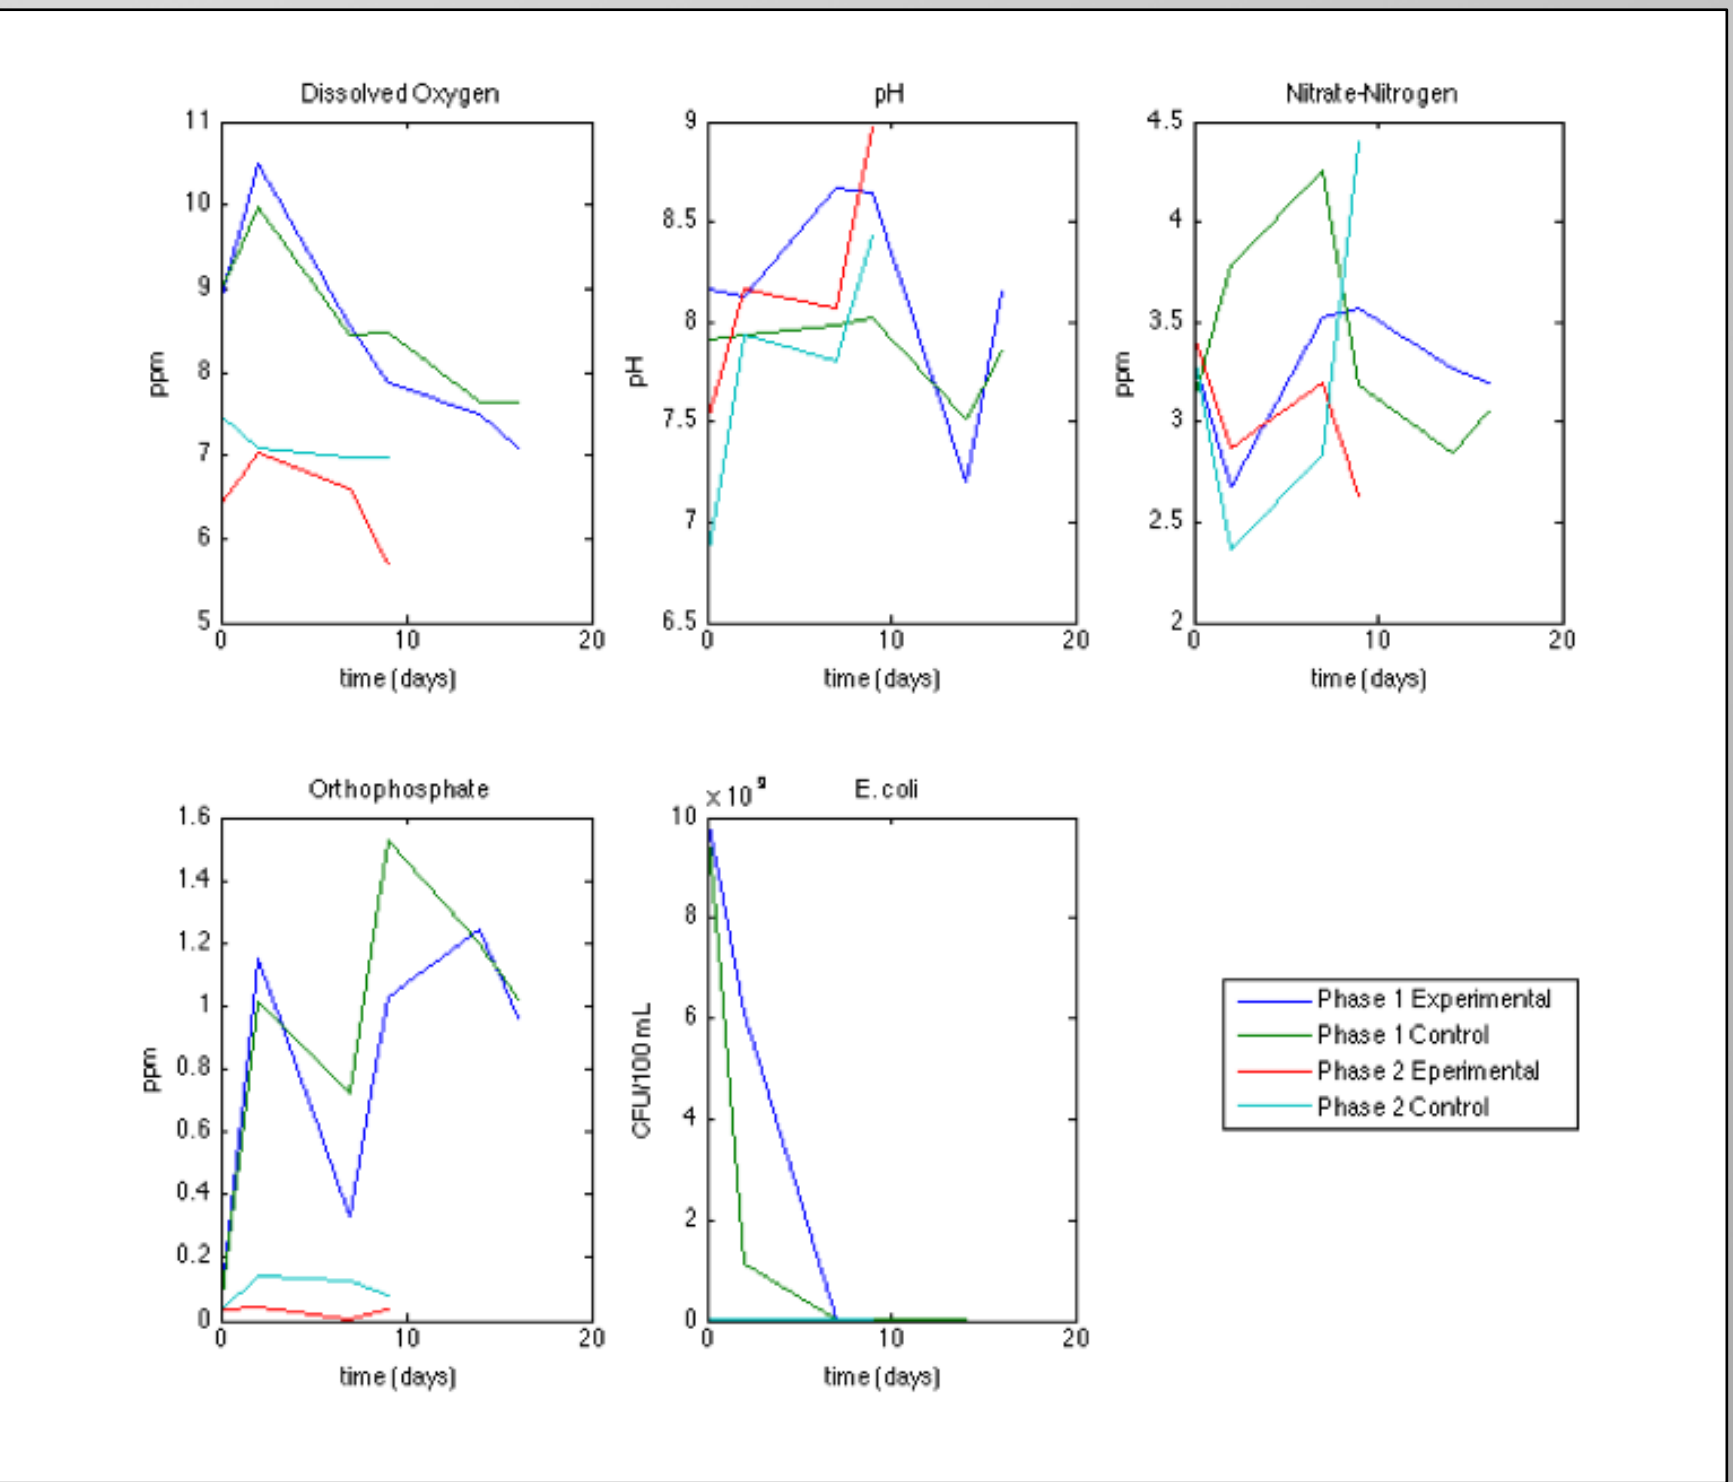 Dissolved Oxygen
11
10
9
8
7
6
5
0
10
20
ppm
time (days)
pH
9
8.5
8
7.5
7
6.5
0
10
20
pH
time (days)
Nitrate-Nitrogen
4.5
4
3.5
3
2.5
2
0
10
20
ppm
time (days)
Orthophosphate
1.6
1.4
1.2
1
0.8
0.6
0.4
0.2
0
0
10
20
ppm
time (days)
E. coli
x 10⁹
10
8
6
4
2
0
0
10
20
CFU/100 mL
time (days)
Phase 1 Experimental
Phase 1 Control
Phase 2 Eperimental
Phase 2 Control